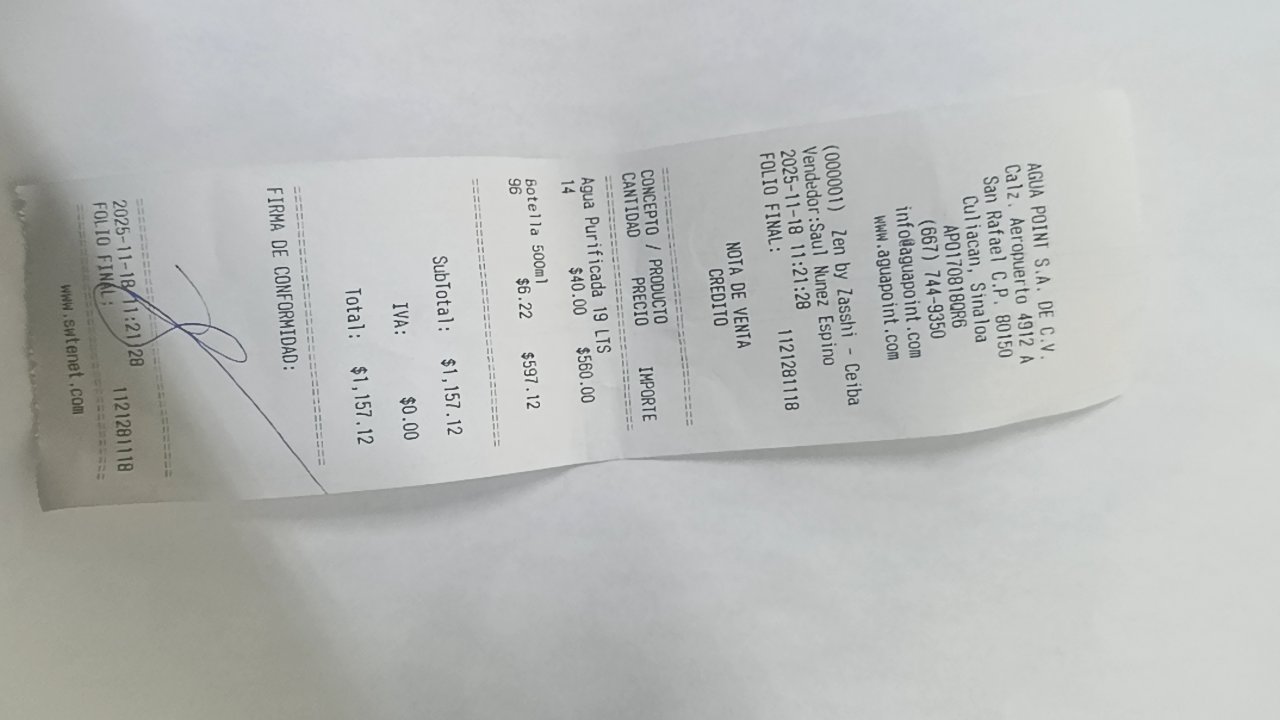 AGUA POINT S.A. DE C.V.
Calz. Aeropuerto 4912 A
San Rafael C.P. 80150
Culiacan, Sinaloa
APO170818QR6
(667) 744-9350
info@aguapoint.com
www.aguapoint.com
(000001) Zen by Zasshi - Ceiba
Vendedor:Saul Nunez Espino
2025-11-18 11:21:28
FOLIO FINAL: 1121281118
NOTA DE VENTA
CREDITO
==============================
CONCEPTO / PRODUCTO
CANTIDAD PRECIO IMPORTE
==============================
Agua Purificada 19 LTS
14 $40.00 $560.00
Botella 500ml
96 $6.22 $597.12
==============================
SubTotal: $1,157.12
IVA: $0.00
Total: $1,157.12
==============================
FIRMA DE CONFORMIDAD:
==============================
2025-11-18 11:21:28
FOLIO FINAL: 1121281118
==============================
www.swtenet.com